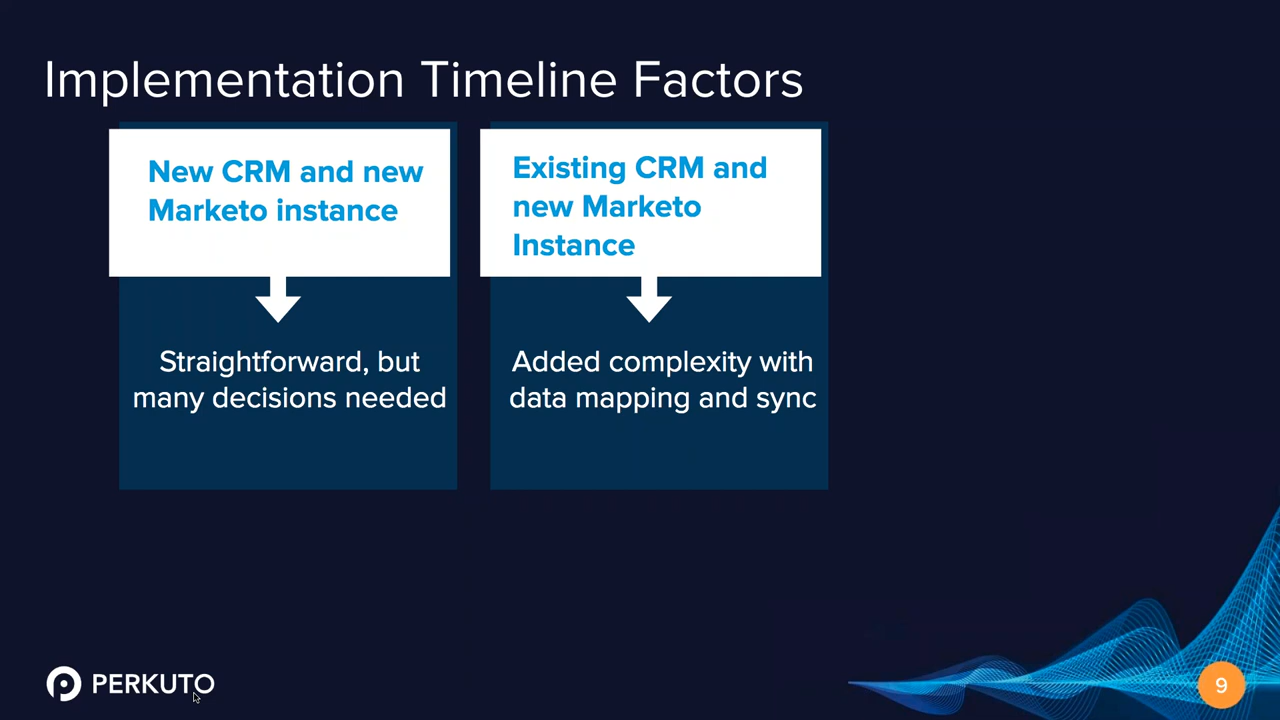 Implementation Timeline Factors
New CRM and new
Marketo instance
Straightforward, but
many decisions needed
Existing CRM and
new Marketo
Instance
Added complexity with
data mapping and sync
PERKUTO
9